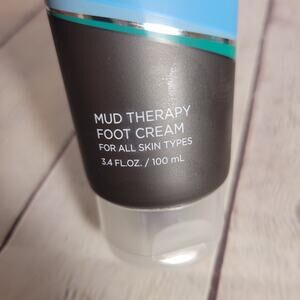 MUD THERAPY
FOOT CREAM
FOR ALL SKIN TYPES
3.4 FL.OZ. / 100 mL